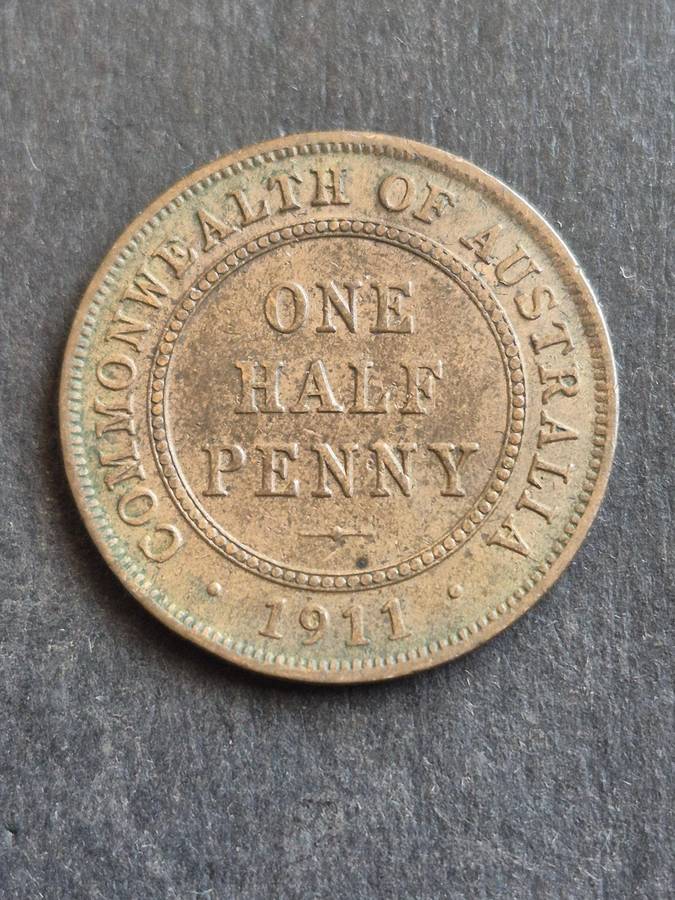 COMMONWEALTH OF AUSTRALIA
ONE
HALF
PENNY
1911